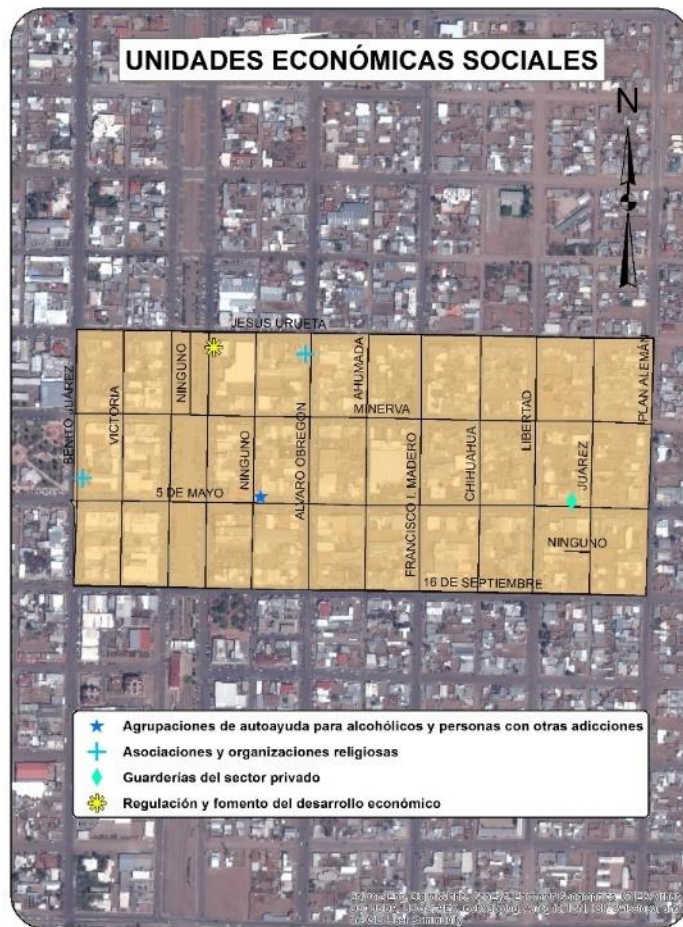 UNIDADES ECONÓMICAS SOCIALES
N
JESUS URUETA
BENITO JUÁREZ
VICTORIA
NINGUNO
NINGUNO
ALVARO OBREGON
AHUMADA
MINERVA
FRANCISCO I. MADERO
CHIHUAHUA
LIBERTAD
JUÁREZ
PLAN ALEMÁN
5 DE MAYO
NINGUNO
16 DE SEPTIEMBRE
Agrupaciones de autoayuda para alcohólicos y personas con otras adicciones
Asociaciones y organizaciones religiosas
Guarderías del sector privado
Regulación y fomento del desarrollo económico